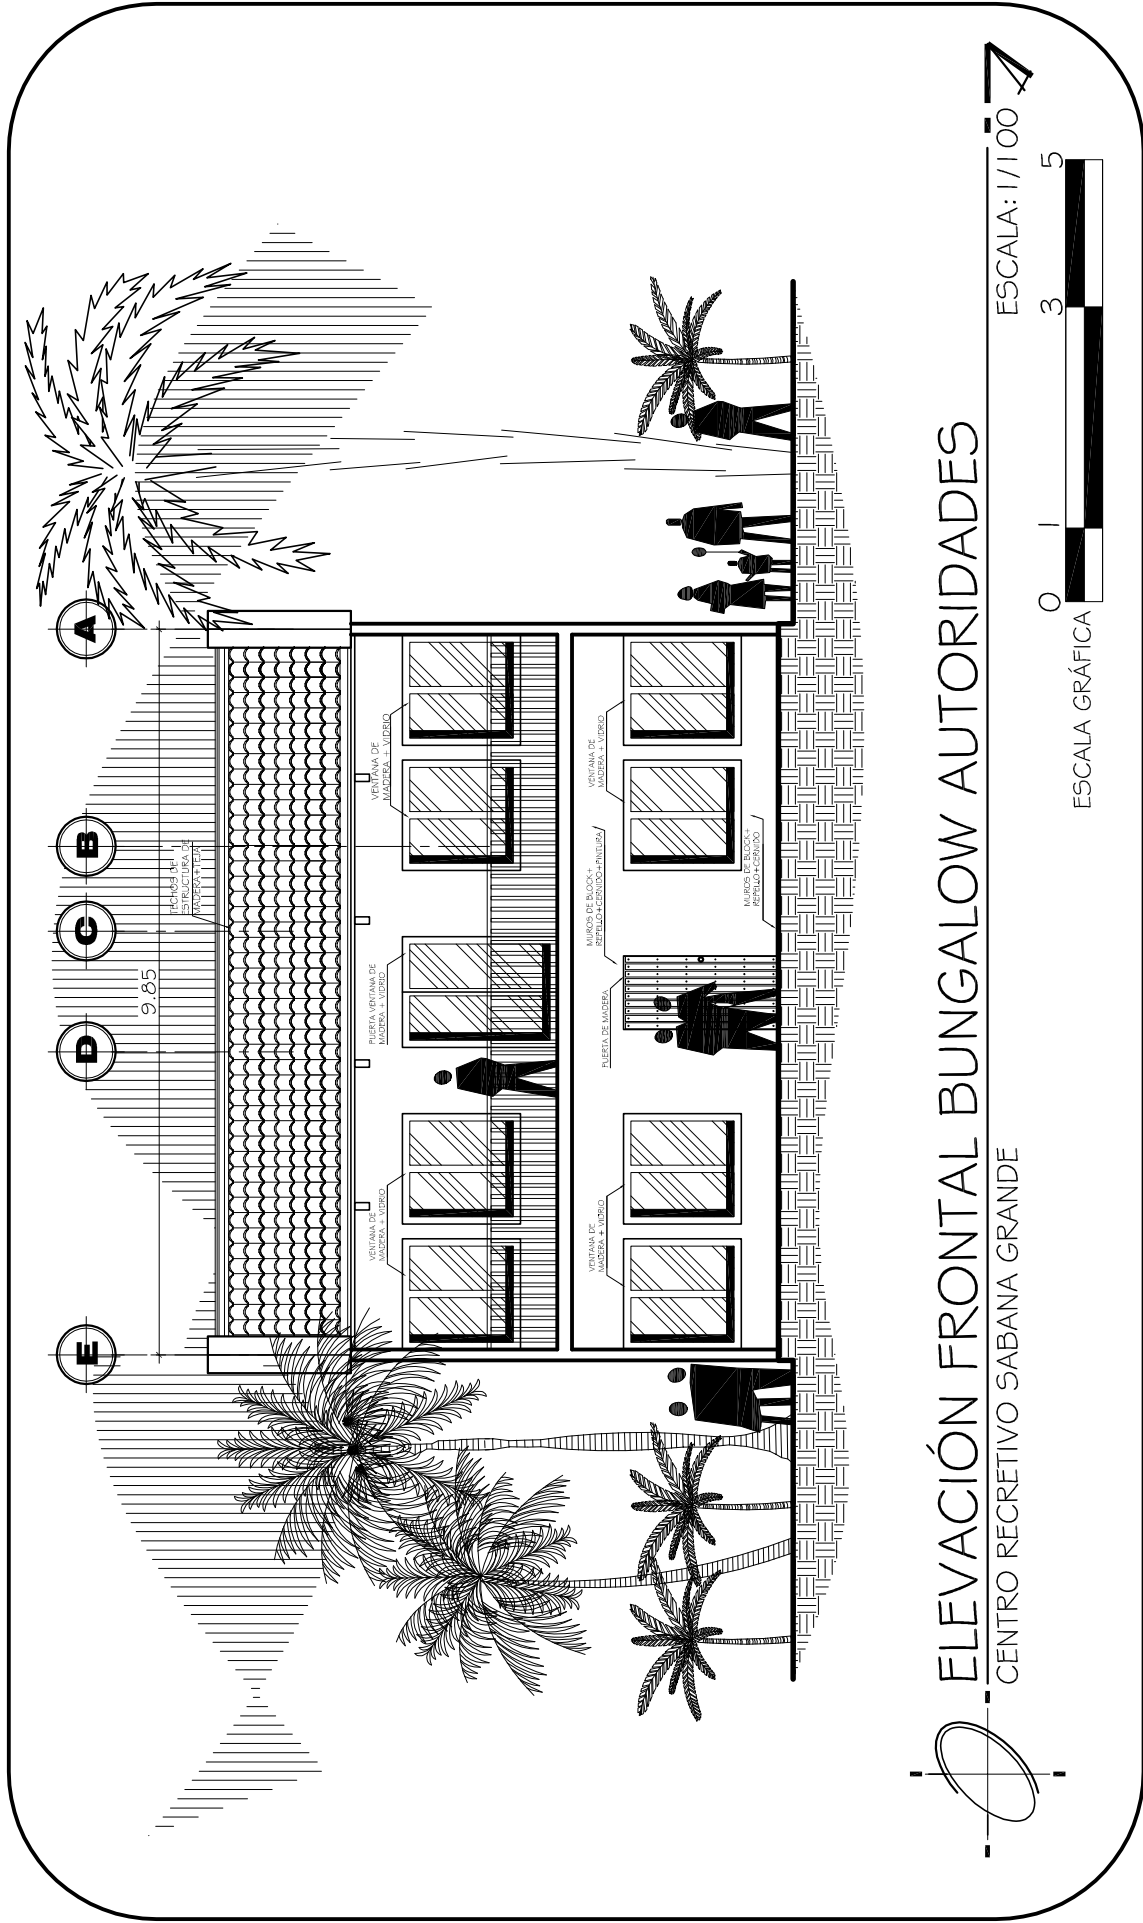 E
D
C
B
A
9.85
TECHOS DE
ESTRUCTURA DE
MADERA+TEJA
VENTANA DE
MADERA + VIDRIO
PUERTA VENTANA DE
MADERA + VIDRIO
VENTANA DE
MADERA + VIDRIO
VENTANA DE
MADERA + VIDRIO
PUERTA DE MADERA
MUROS DE BLOCK+
REPELLO+CERNIDO+PINTURA
VENTANA DE
MADERA + VIDRIO
MUROS DE BLOCK+
REPELLO+CERNIDO
ELEVACIÓN FRONTAL BUNGALOW AUTORIDADES
CENTRO RECRETIVO SABANA GRANDE
ESCALA: 1/100
ESCALA GRÁFICA
0
1
3
5